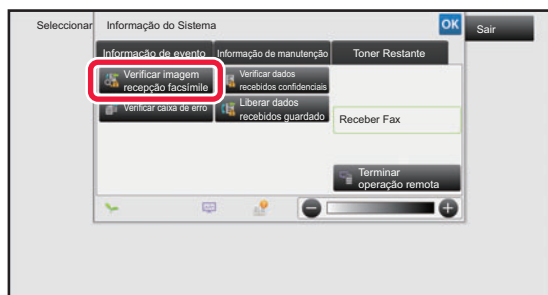 Seleccionar
Informação do Sistema
OK
Sair
Informação de evento
Informação de manutenção
Toner Restante
Verificar imagem
recepção facsímile
Verificar dados
recebidos confidenciais
Verificar caixa de erro
Liberar dados
recebidos guardado
Receber Fax
Terminar
operação remota